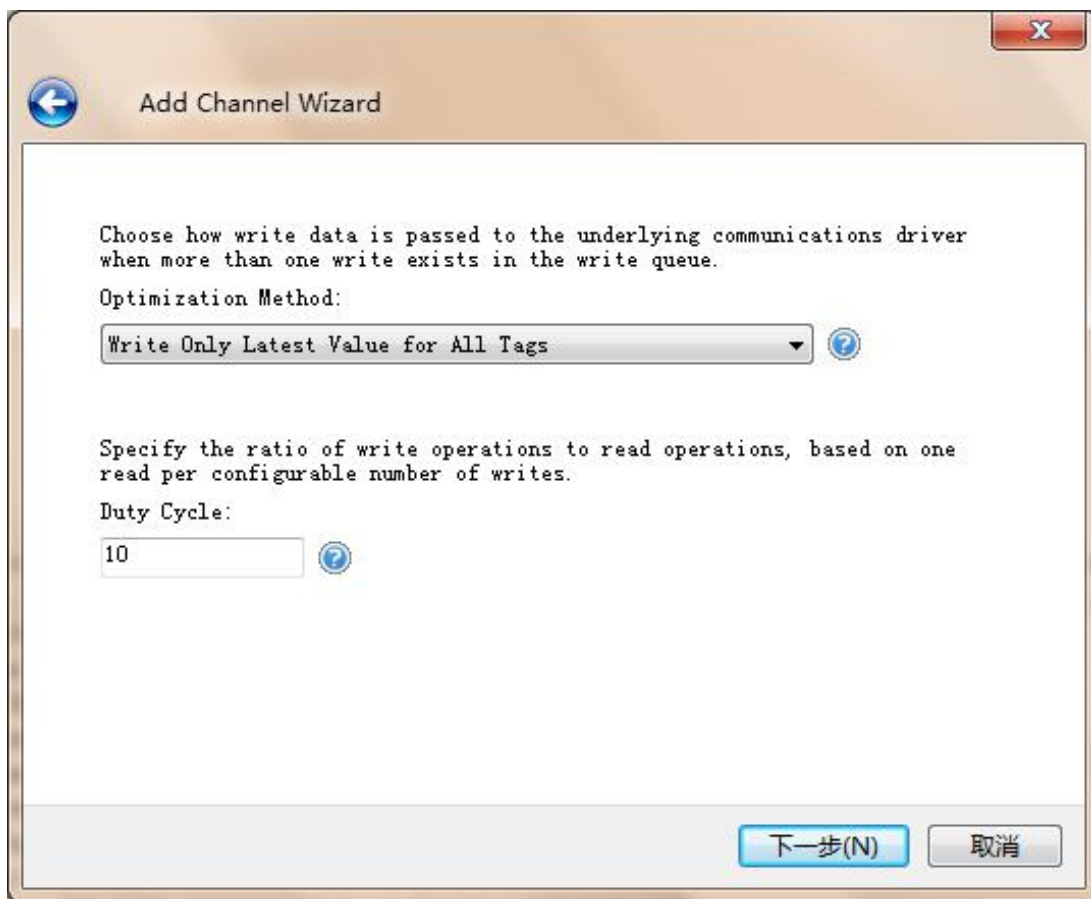 X
Add Channel Wizard
Choose how write data is passed to the underlying communications driver
when more than one write exists in the write queue.
Optimization Method:
Write Only Latest Value for All Tags
?
Specify the ratio of write operations to read operations, based on one
read per configurable number of writes.
Duty Cycle:
10
?
下一步(N) 取消